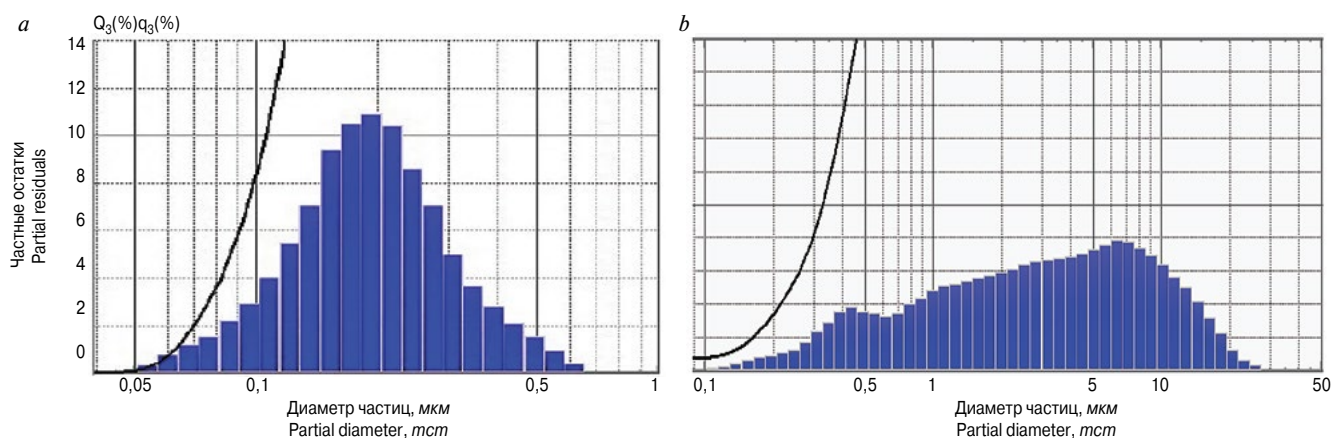 a
Q₃(%)q₃(%)
14
12
10
8
6
4
2
0
Частные остатки
Partial residuals
0,05
0,1
0,5
1
Диаметр частиц, мкм
Partial diameter, mcm
b
0,1
0,5
1
5
10
50
Диаметр частиц, мкм
Partial diameter, mcm